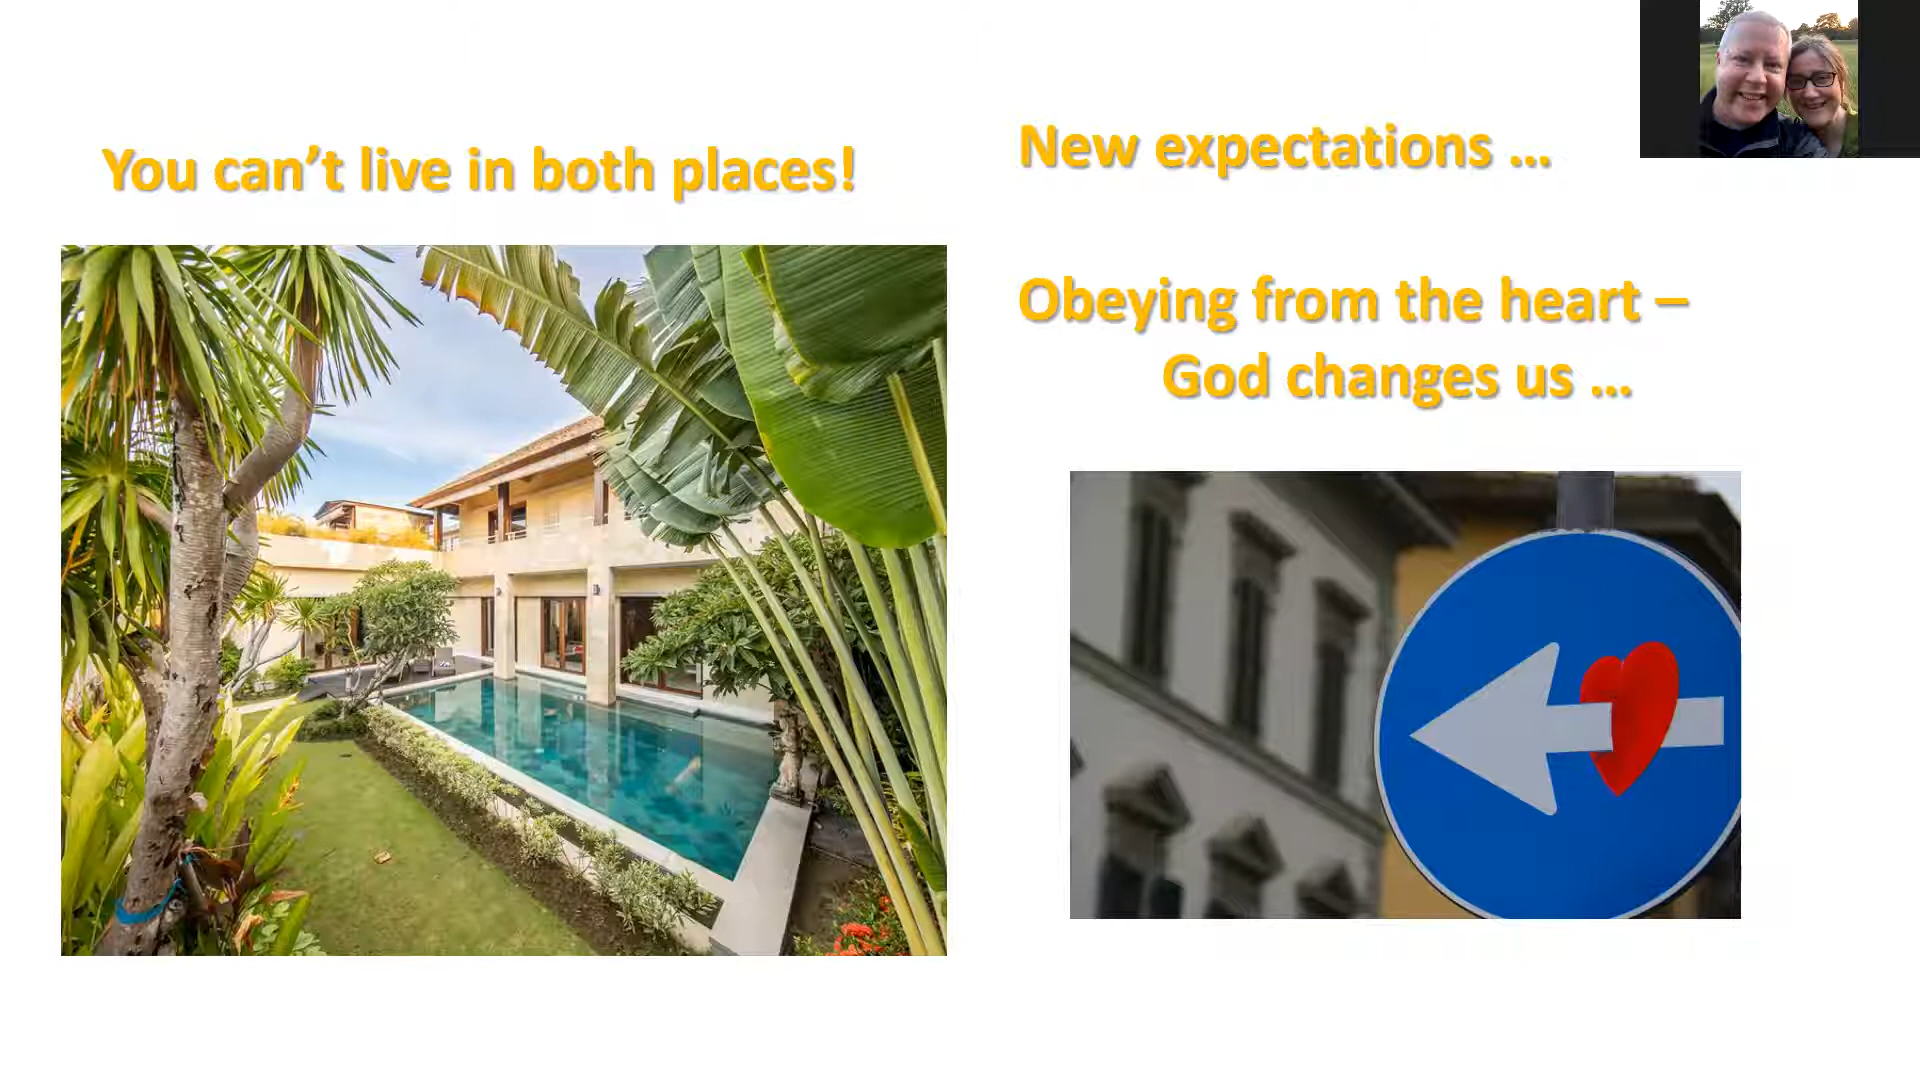 You can’t live in both places!
New expectations ...
Obeying from the heart –
God changes us ...